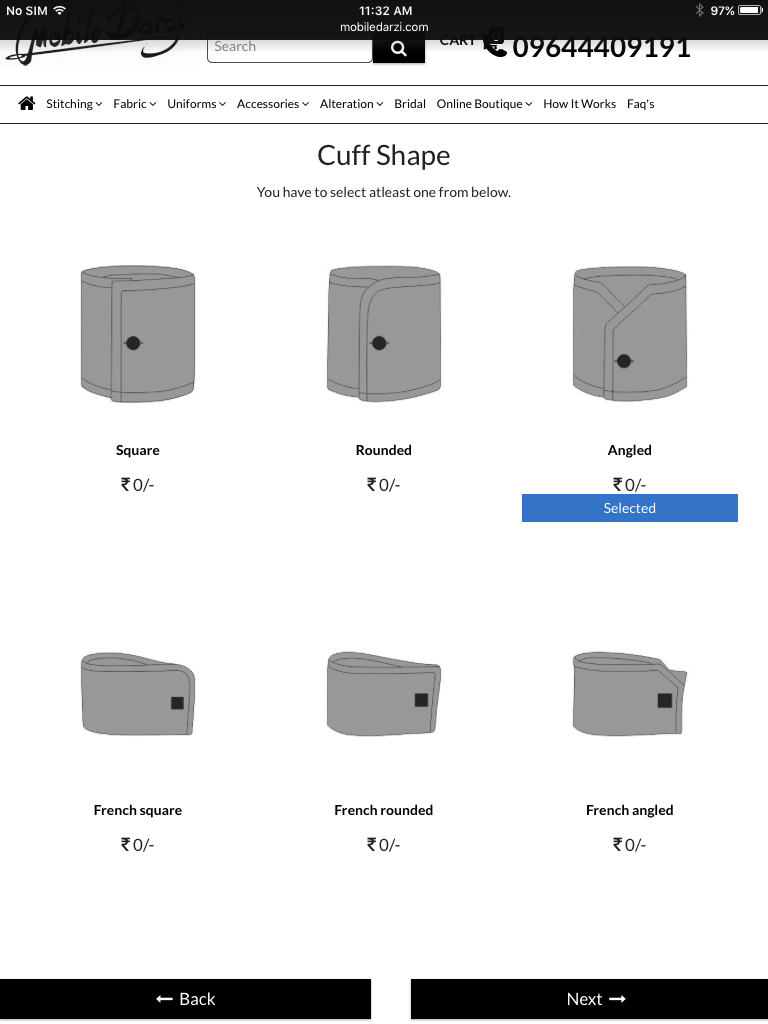 No SIM 11:32 AM 97%
mobiledarzi.com
Mobile Darzi
Search CART 09644409191
Stitching Fabric Uniforms Accessories Alteration Bridal Online Boutique How It Works Faq's
Cuff Shape
You have to select atleast one from below.
Square Rounded Angled
₹ 0/- ₹ 0/- ₹ 0/-
Selected
French square French rounded French angled
₹ 0/- ₹ 0/- ₹ 0/-
Back Next